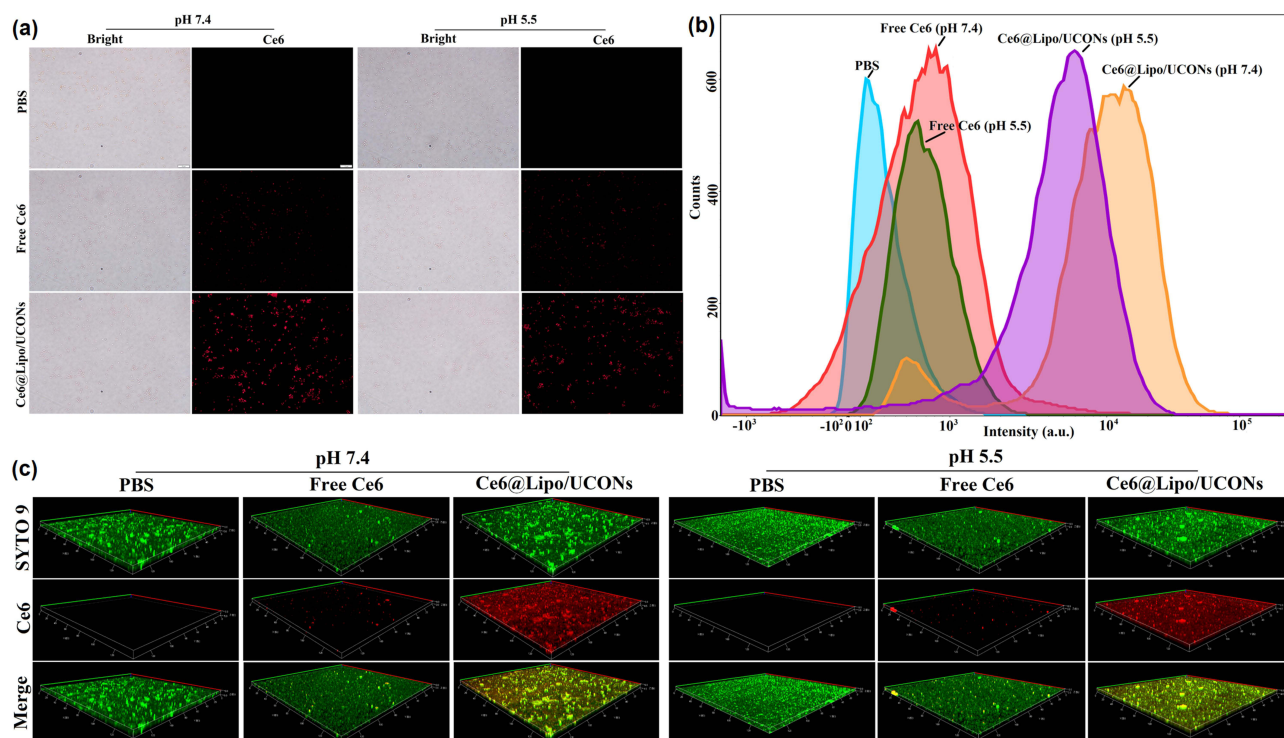 (a)
pH 7.4
pH 5.5
Bright
Ce6
Bright
Ce6
PBS
Free Ce6
Ce6@Lipo/UCONs
(b)
Free Ce6 (pH 7.4)
Ce6@Lipo/UCONs (pH 5.5)
PBS
Ce6@Lipo/UCONs (pH 7.4)
Free Ce6 (pH 5.5)
Counts
600
400
200
0
-10³
-10²
0
10²
10³
10⁴
10⁵
Intensity (a.u.)
(c)
pH 7.4
pH 5.5
PBS
Free Ce6
Ce6@Lipo/UCONs
PBS
Free Ce6
Ce6@Lipo/UCONs
SYTO 9
Ce6
Merge